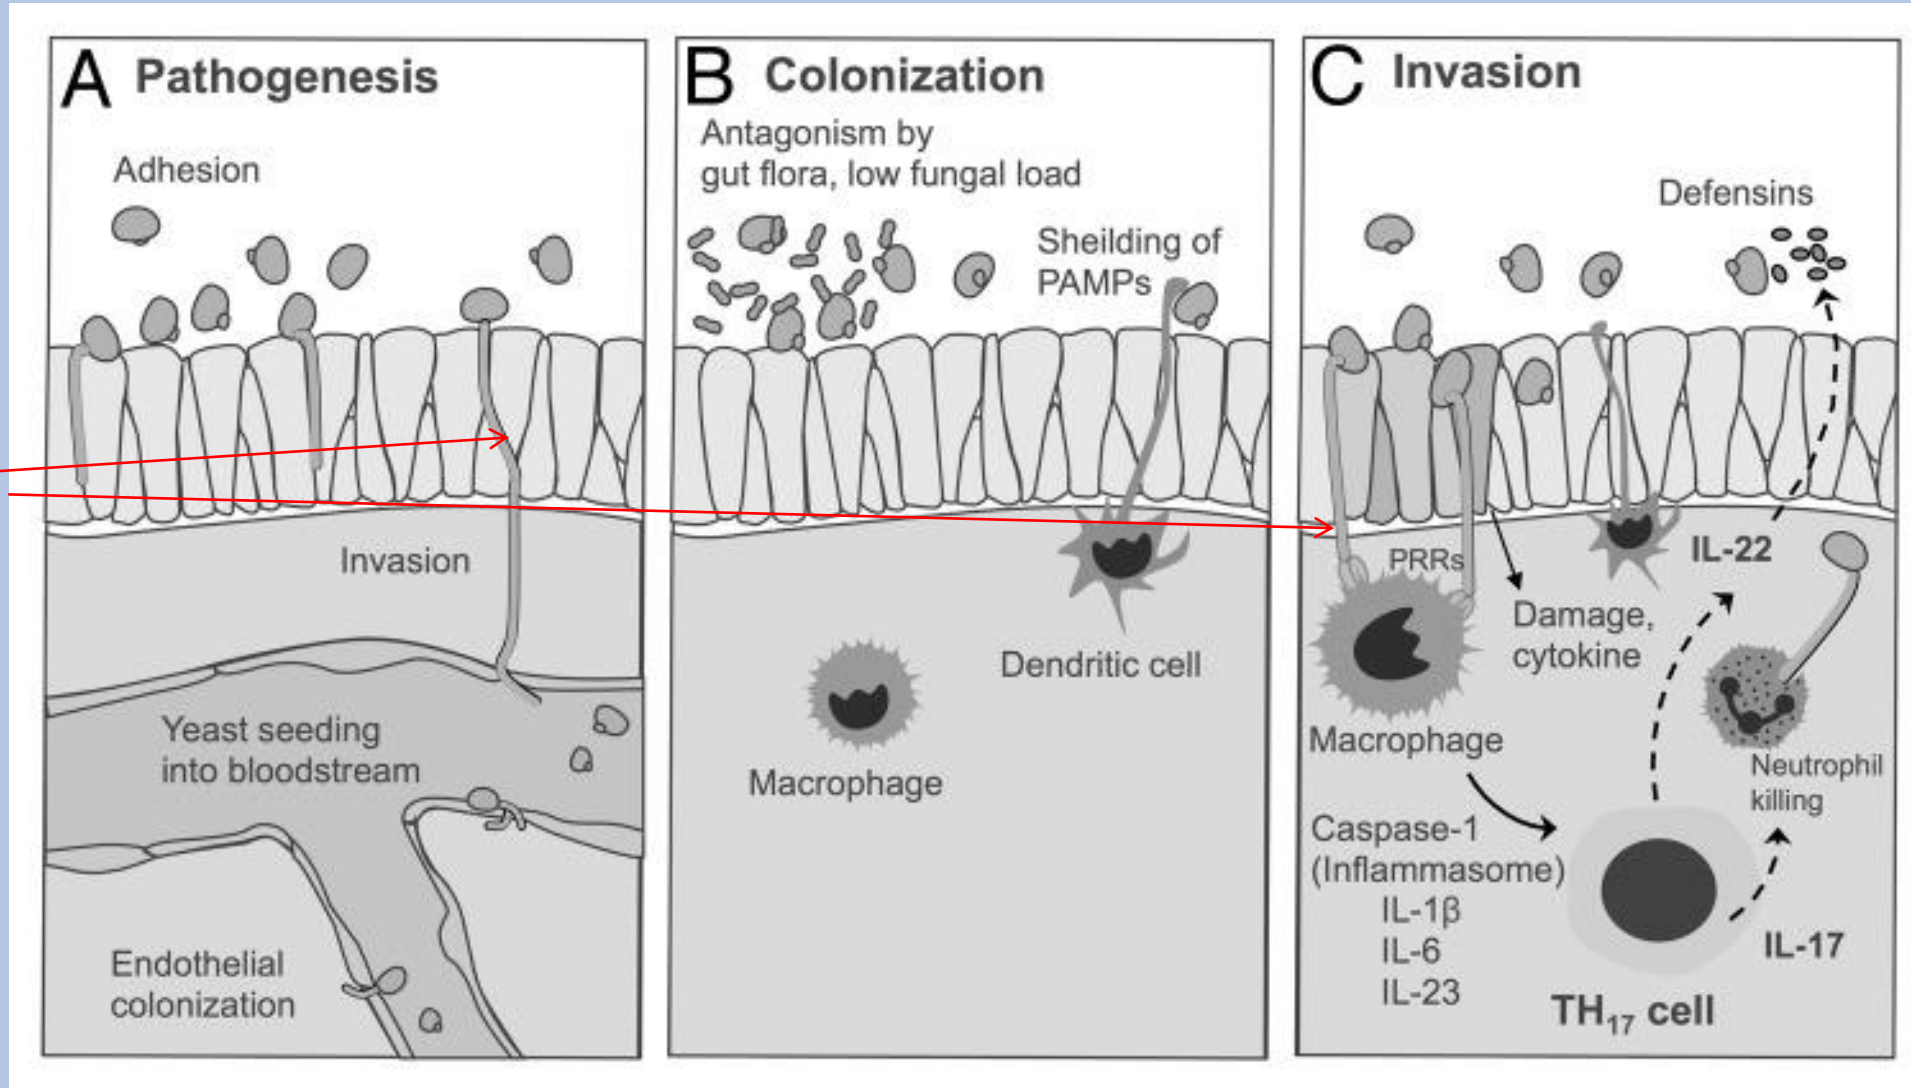 A Pathogenesis
Adhesion
Invasion
Yeast seeding
into bloodstream
Endothelial
colonization
B Colonization
Antagonism by
gut flora, low fungal load
Sheilding of
PAMPs
Dendritic cell
Macrophage
C Invasion
Defensins
PRRs
IL-22
Damage,
cytokine
Macrophage
Neutrophil
killing
Caspase-1
(Inflammasome)
IL-1β
IL-6
IL-23
IL-17
TH17 cell